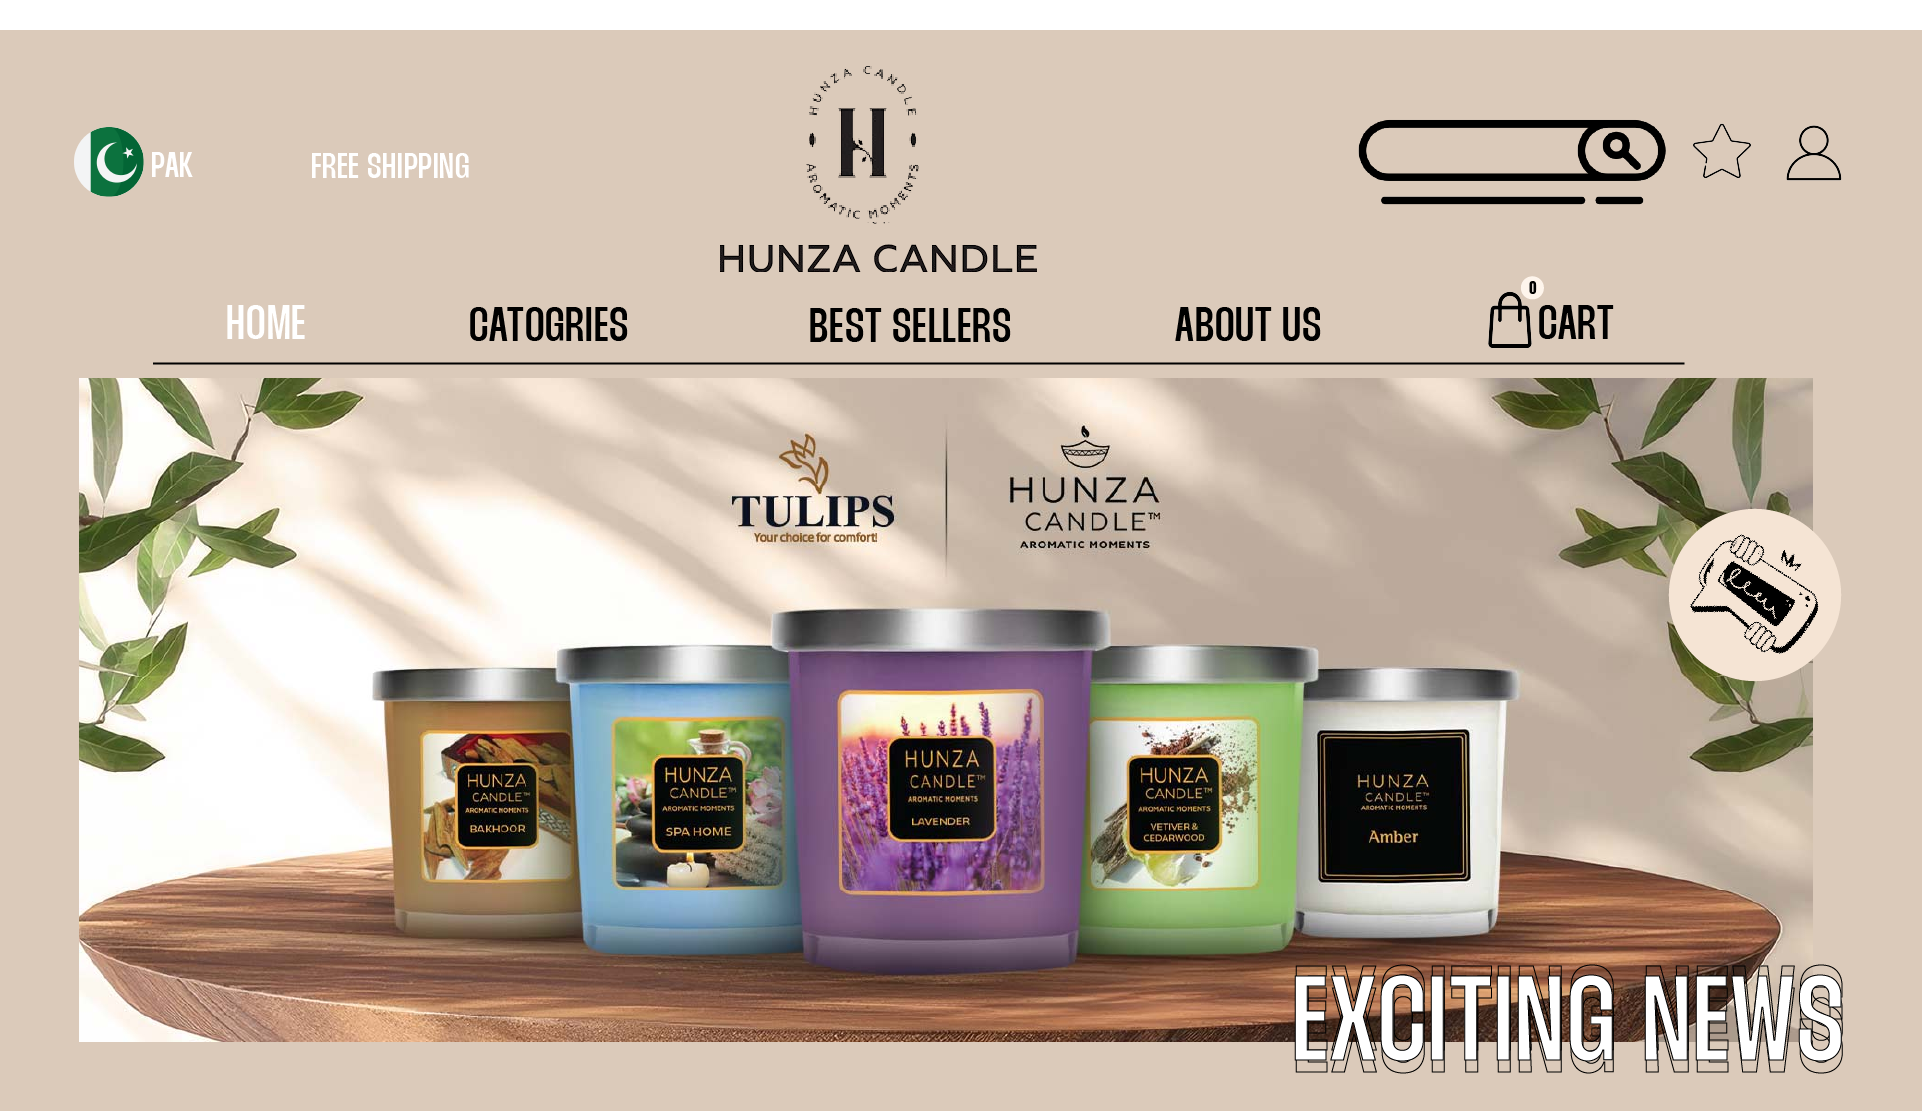 HUNZA CANDLE
AROMATIC MOMENTS
H
PAK
FREE SHIPPING
HUNZA CANDLE
HOME
CATOGRIES
BEST SELLERS
ABOUT US
0
CART
TULIPS
Your choice for comfort!
HUNZA
CANDLE™
AROMATIC MOMENTS
HUNZA
CANDLE™
AROMATIC MOMENTS
BAKHOOR
HUNZA
CANDLE™
AROMATIC MOMENTS
SPA HOME
HUNZA
CANDLE™
AROMATIC MOMENTS
LAVENDER
HUNZA
CANDLE™
AROMATIC MOMENTS
VETIVER &
CEDARWOOD
HUNZA
CANDLE™
AROMATIC MOMENTS
Amber
EXCITING NEWS